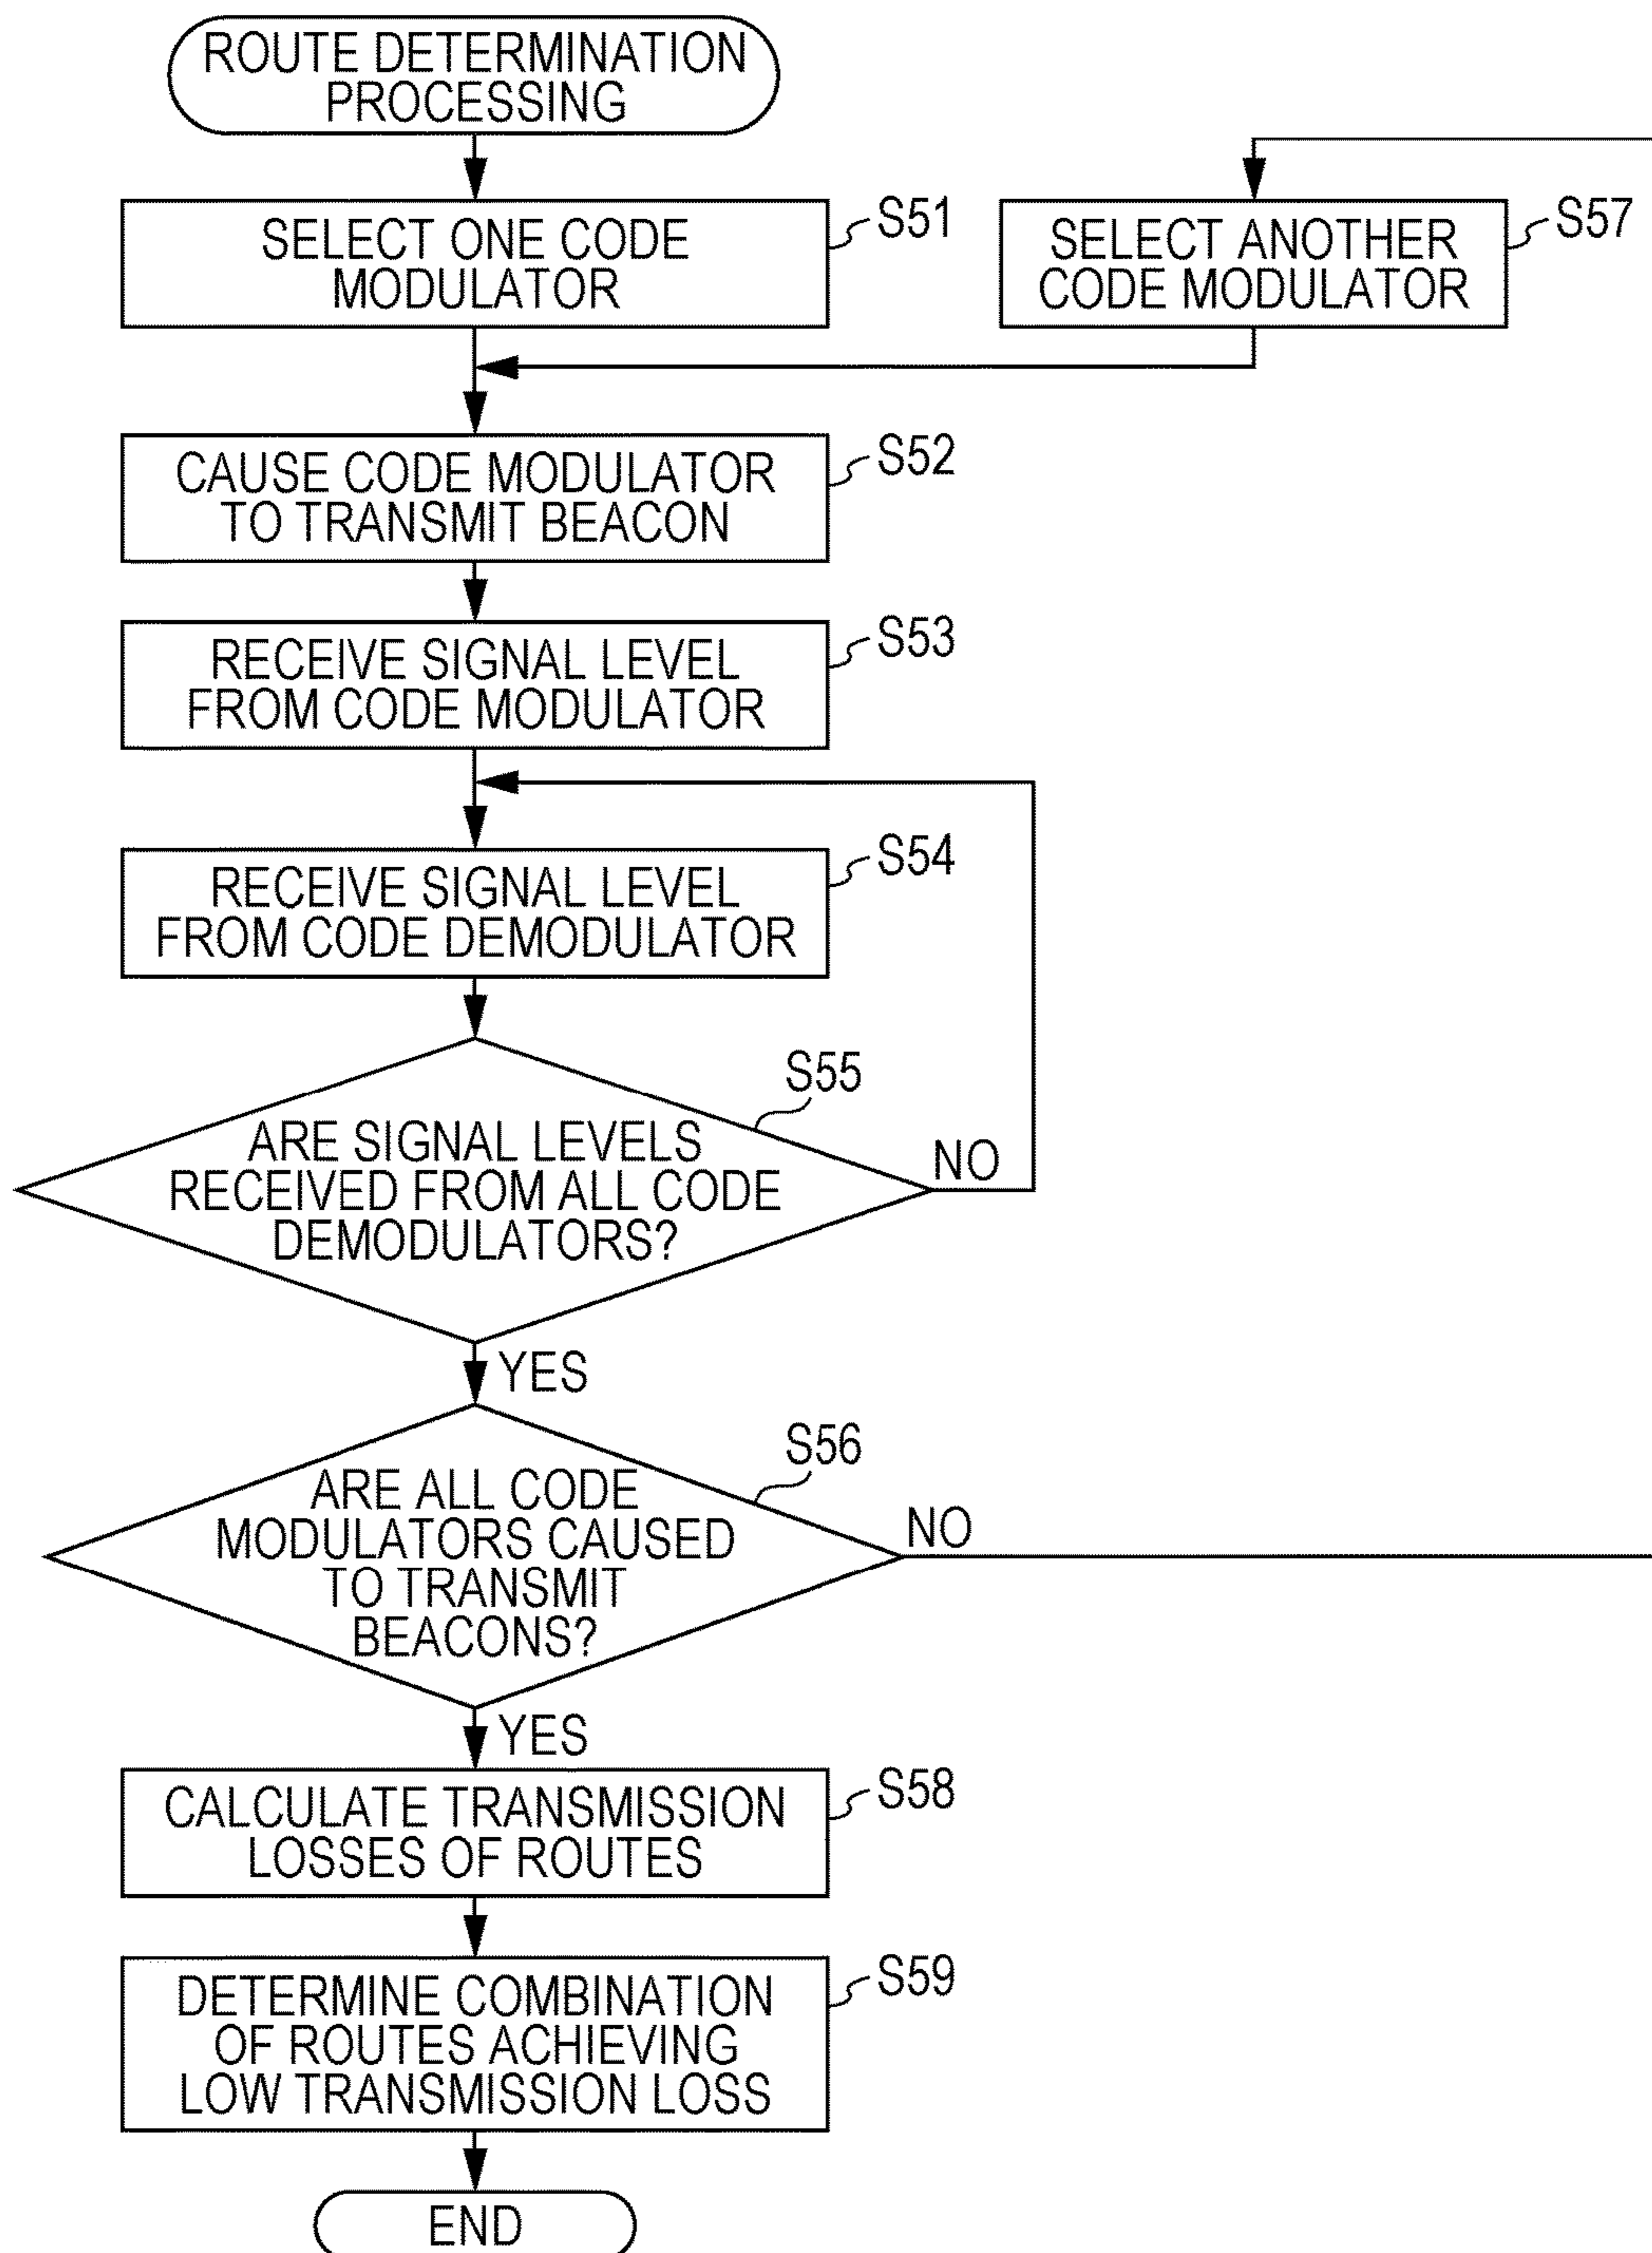 ROUTE DETERMINATION
PROCESSING
SELECT ONE CODE
MODULATOR
S51
SELECT ANOTHER
CODE MODULATOR
S57
CAUSE CODE MODULATOR
TO TRANSMIT BEACON
S52
RECEIVE SIGNAL LEVEL
FROM CODE MODULATOR
S53
RECEIVE SIGNAL LEVEL
FROM CODE DEMODULATOR
S54
ARE SIGNAL LEVELS
RECEIVED FROM ALL CODE
DEMODULATORS?
S55
NO
YES
ARE ALL CODE
MODULATORS CAUSED
TO TRANSMIT
BEACONS?
S56
NO
YES
CALCULATE TRANSMISSION
LOSSES OF ROUTES
S58
DETERMINE COMBINATION
OF ROUTES ACHIEVING
LOW TRANSMISSION LOSS
S59
END